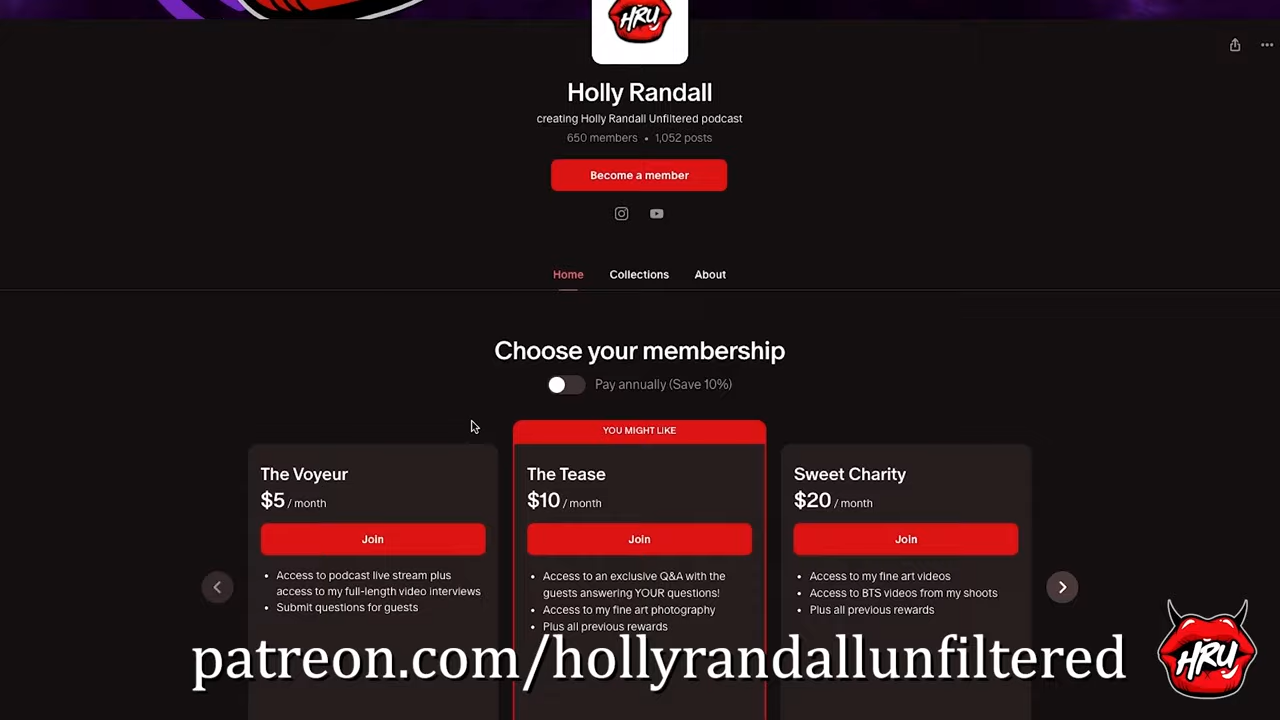 HRU
Holly Randall
creating Holly Randall Unfiltered podcast
650 members • 1,052 posts
Become a member
Home Collections About
Choose your membership
Pay annually (Save 10%)
YOU MIGHT LIKE
The Voyeur
$5 / month
Join
• Access to podcast live stream plus
access to my full-length video interviews
• Submit questions for guests
The Tease
$10 / month
Join
• Access to an exclusive Q&A with the
guests answering YOUR questions!
• Access to my fine art photography
• Plus all previous rewards
Sweet Charity
$20 / month
Join
• Access to my fine art videos
• Access to BTS videos from my shoots
• Plus all previous rewards
patreon.com/hollyrandallunfiltered
HRU